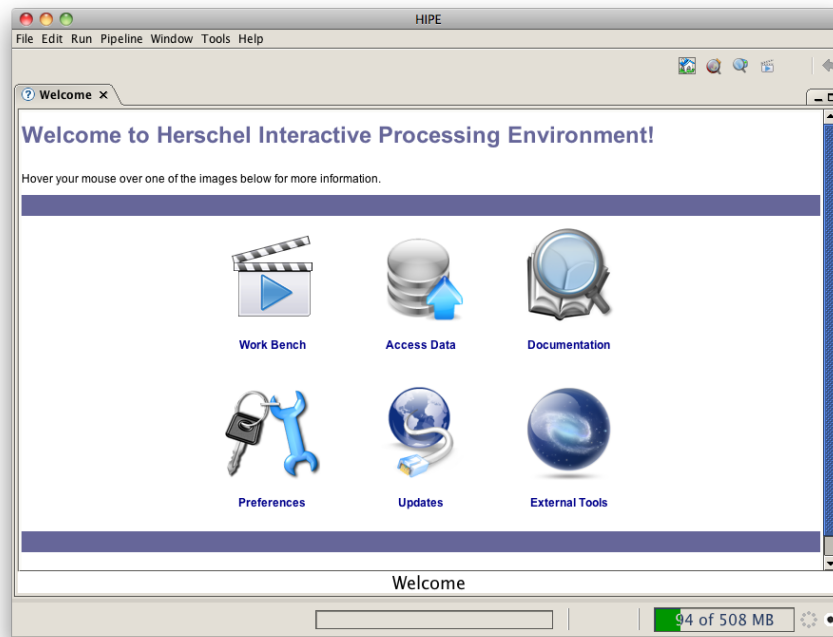 HIPE
File Edit Run Pipeline Window Tools Help
Welcome
Welcome to Herschel Interactive Processing Environment!
Hover your mouse over one of the images below for more information.
Work Bench Access Data Documentation
Preferences Updates External Tools
Welcome
94 of 508 MB